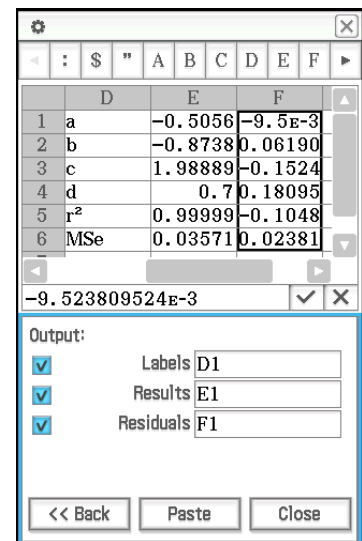 : $ " A B C D E F
D E F
1 a -0.5056 -9.5ᴇ-3
2 b -0.8738 0.06190
3 c 1.98889 -0.1524
4 d 0.7 0.18095
5 r² 0.99999 -0.1048
6 MSe 0.03571 0.02381
-9.523809524ᴇ-3
Output:
Labels D1
Results E1
Residuals F1
<< Back Paste Close